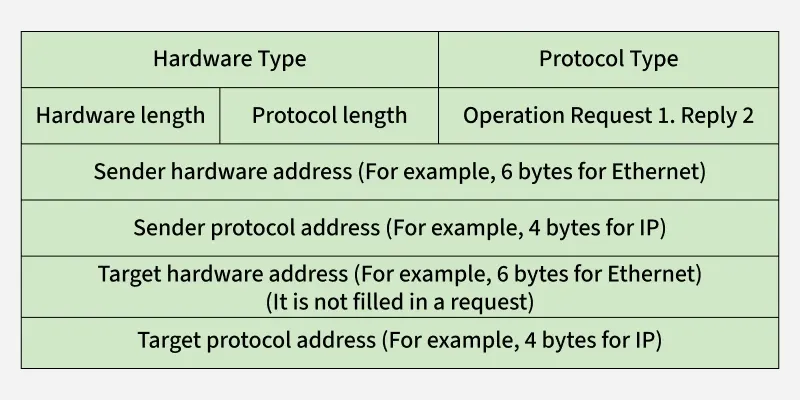 Hardware Type
Protocol Type
Hardware length
Protocol length
Operation Request 1. Reply 2
Sender hardware address (For example, 6 bytes for Ethernet)
Sender protocol address (For example, 4 bytes for IP)
Target hardware address (For example, 6 bytes for Ethernet)
(It is not filled in a request)
Target protocol address (For example, 4 bytes for IP)